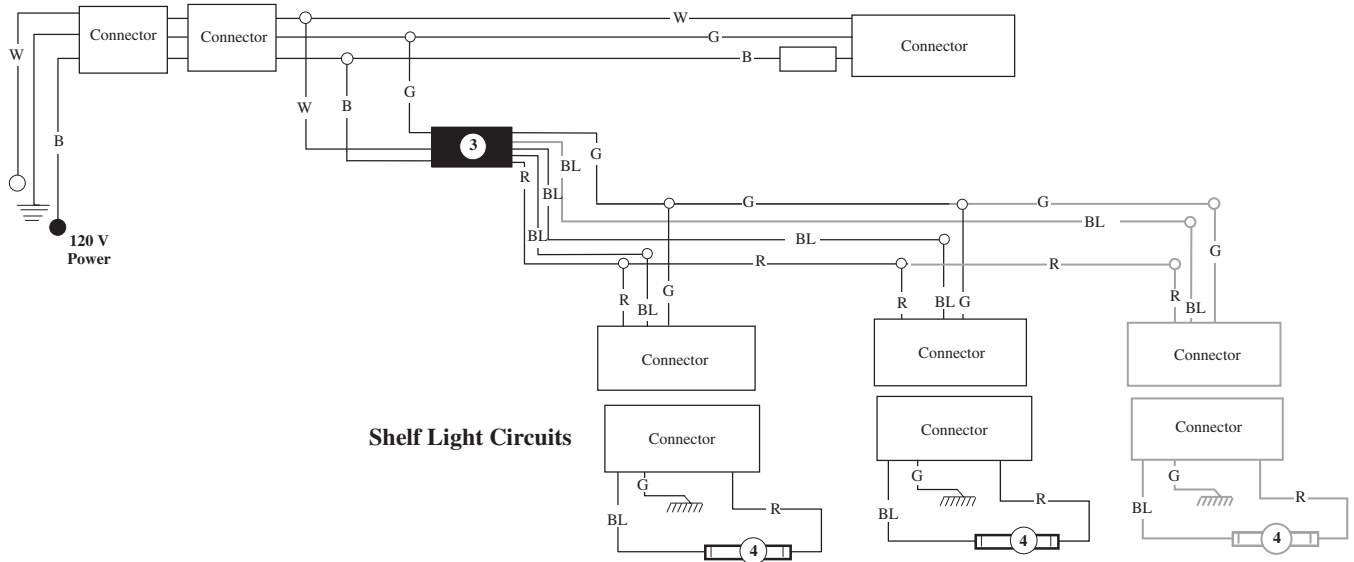 W
Connector
Connector
W
G
B
Connector
W
B
G
W
B
3
G
BL
R
BL
BL
120 V
Power
G
G
BL
BL
G
R
R
R
BL
G
R
BL
G
R
BL
Connector
Connector
Connector
Shelf Light Circuits
Connector
Connector
Connector
G
G
G
BL
R
BL
R
BL
R
4
4
4